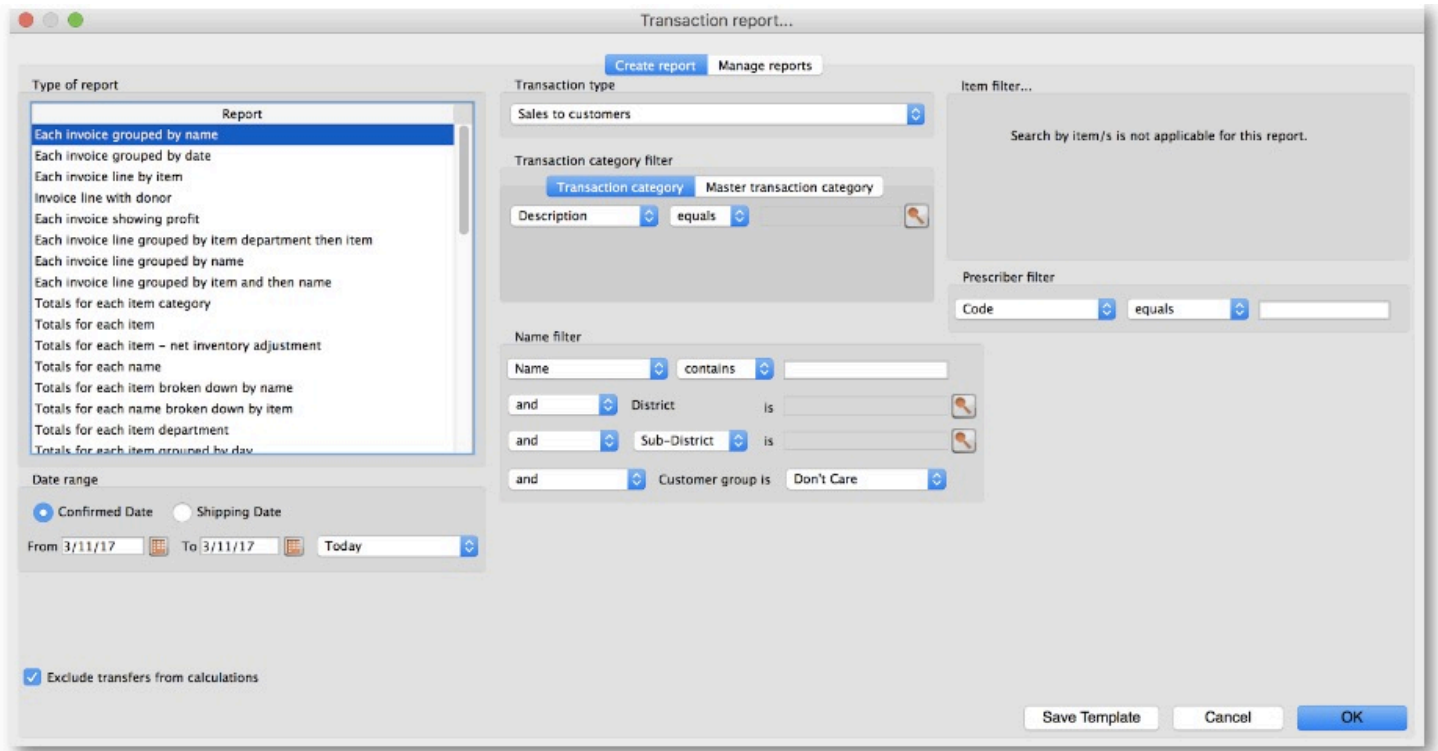 Transaction report...
Create report Manage reports
Type of report
Report
Each invoice grouped by name
Each invoice grouped by date
Each invoice line by item
Invoice line with donor
Each invoice showing profit
Each invoice line grouped by item department then item
Each invoice line grouped by name
Each invoice line grouped by item and then name
Totals for each item category
Totals for each item
Totals for each item – net inventory adjustment
Totals for each name
Totals for each item broken down by name
Totals for each name broken down by item
Totals for each item department
Totals for each item grouped by day
Date range
Confirmed Date Shipping Date
From 3/11/17 To 3/11/17 Today
Exclude transfers from calculations
Transaction type
Sales to customers
Transaction category filter
Transaction category Master transaction category
Description equals
Name filter
Name contains
and District is
and Sub-District is
and Customer group is Don't Care
Item filter...
Search by item/s is not applicable for this report.
Prescriber filter
Code equals
Save Template Cancel OK